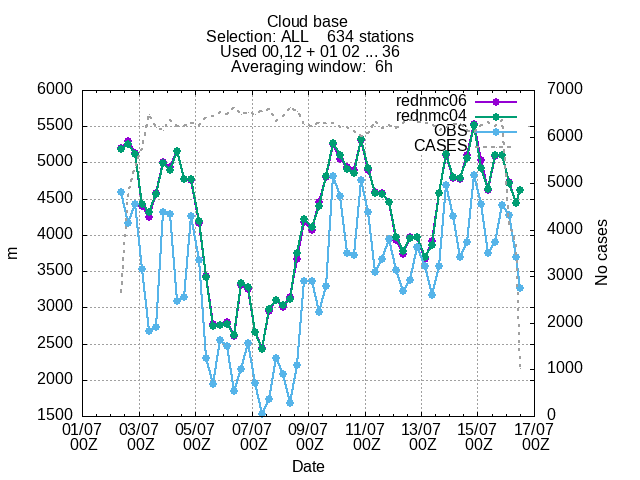 Cloud base
Selection: ALL    634 stations
Used 00,12 + 01 02 ... 36
Averaging window:  6h
6000
5500
5000
4500
4000
3500
3000
2500
2000
1500
m
7000
6000
5000
4000
3000
2000
1000
0
No cases
rednmc06
rednmc04
OBS
CASES
01/07 03/07 05/07 07/07 09/07 11/07 13/07 15/07 17/07
00Z 00Z 00Z 00Z 00Z 00Z 00Z 00Z 00Z
Date